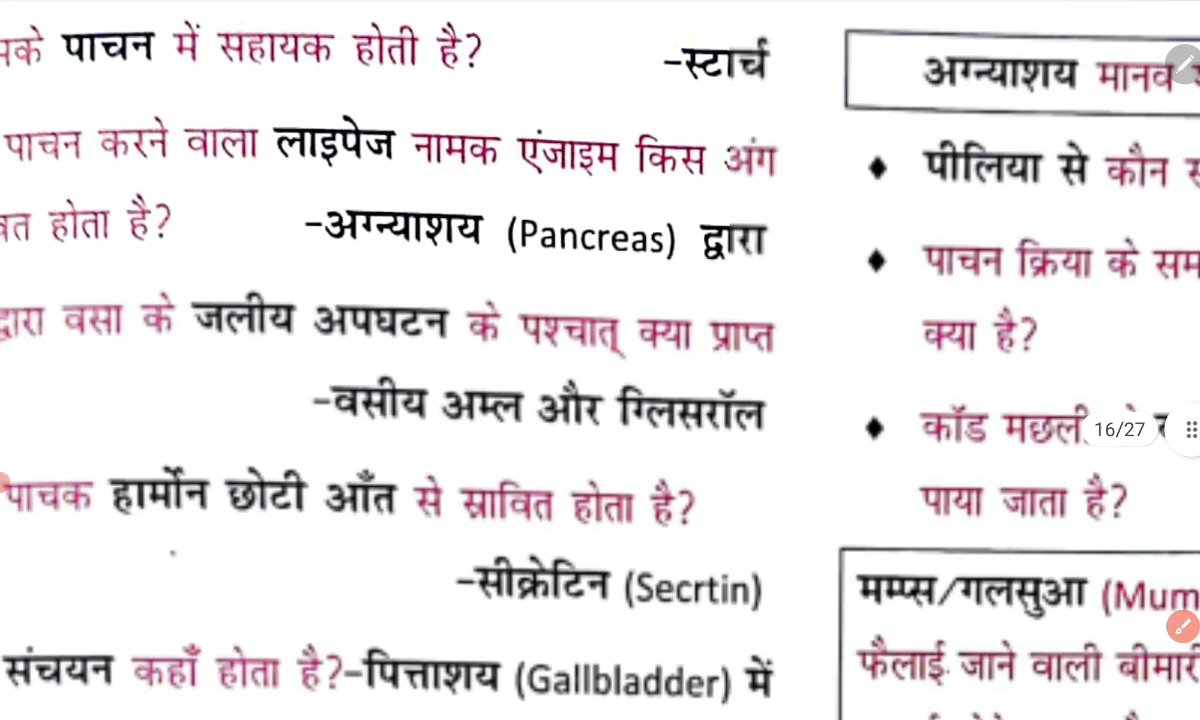 पाचन में सहायक होती है?
-स्टार्च
पाचन करने वाला लाइपेज नामक एंजाइम किस अंग
होता है?
-अग्न्याशय (Pancreas) द्वारा
वसा के जलीय अपघटन के पश्चात् क्या प्राप्त
-वसीय अम्ल और ग्लिसरॉल
पाचक हार्मोन छोटी आँत से स्रावित होता है?
-सीक्रेटिन (Secrtin)
संचयन कहाँ होता है?-पित्ताशय (Gallbladder) में
अग्न्याशय मानव
♦ पीलिया से कौन
♦ पाचन क्रिया के सम
क्या है?
♦ कॉड मछली
16/27
पाया जाता है?
मम्प्स/गलसुआ (Mum
फैलाई जाने वाली बीमारी